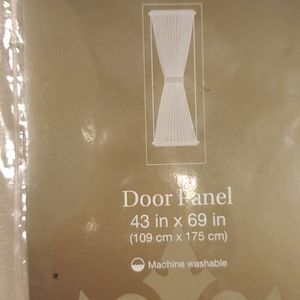 Door Panel
43 in x 69 in
(109 cm x 175 cm)
Machine washable